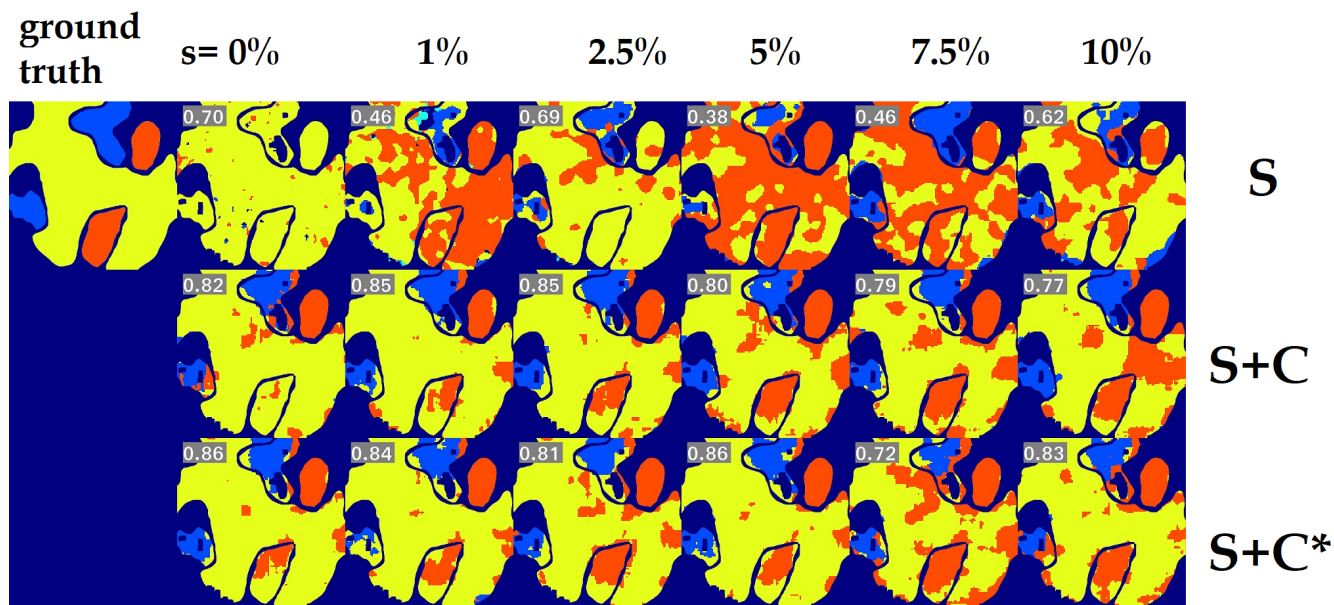 ground
truth
s= 0% 1% 2.5% 5% 7.5% 10%
0.70 0.46 0.69 0.38 0.46 0.62
S
0.82 0.85 0.85 0.80 0.79 0.77
S+C
0.86 0.84 0.81 0.86 0.72 0.83
S+C*